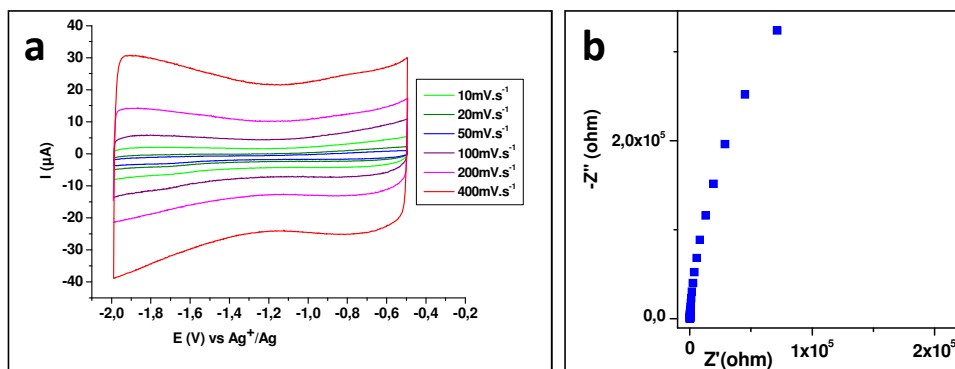 a
I (µA)
40
30
20
10
0
-10
-20
-30
-40
-2,0 -1,8 -1,6 -1,4 -1,2 -1,0 -0,8 -0,6 -0,4 -0,2
E (V) vs Ag⁺/Ag
10mV.s⁻¹
20mV.s⁻¹
50mV.s⁻¹
100mV.s⁻¹
200mV.s⁻¹
400mV.s⁻¹
b
-Z'' (ohm)
2,0x10⁵
0,0
0 1x10⁵ 2x10⁵
Z'(ohm)